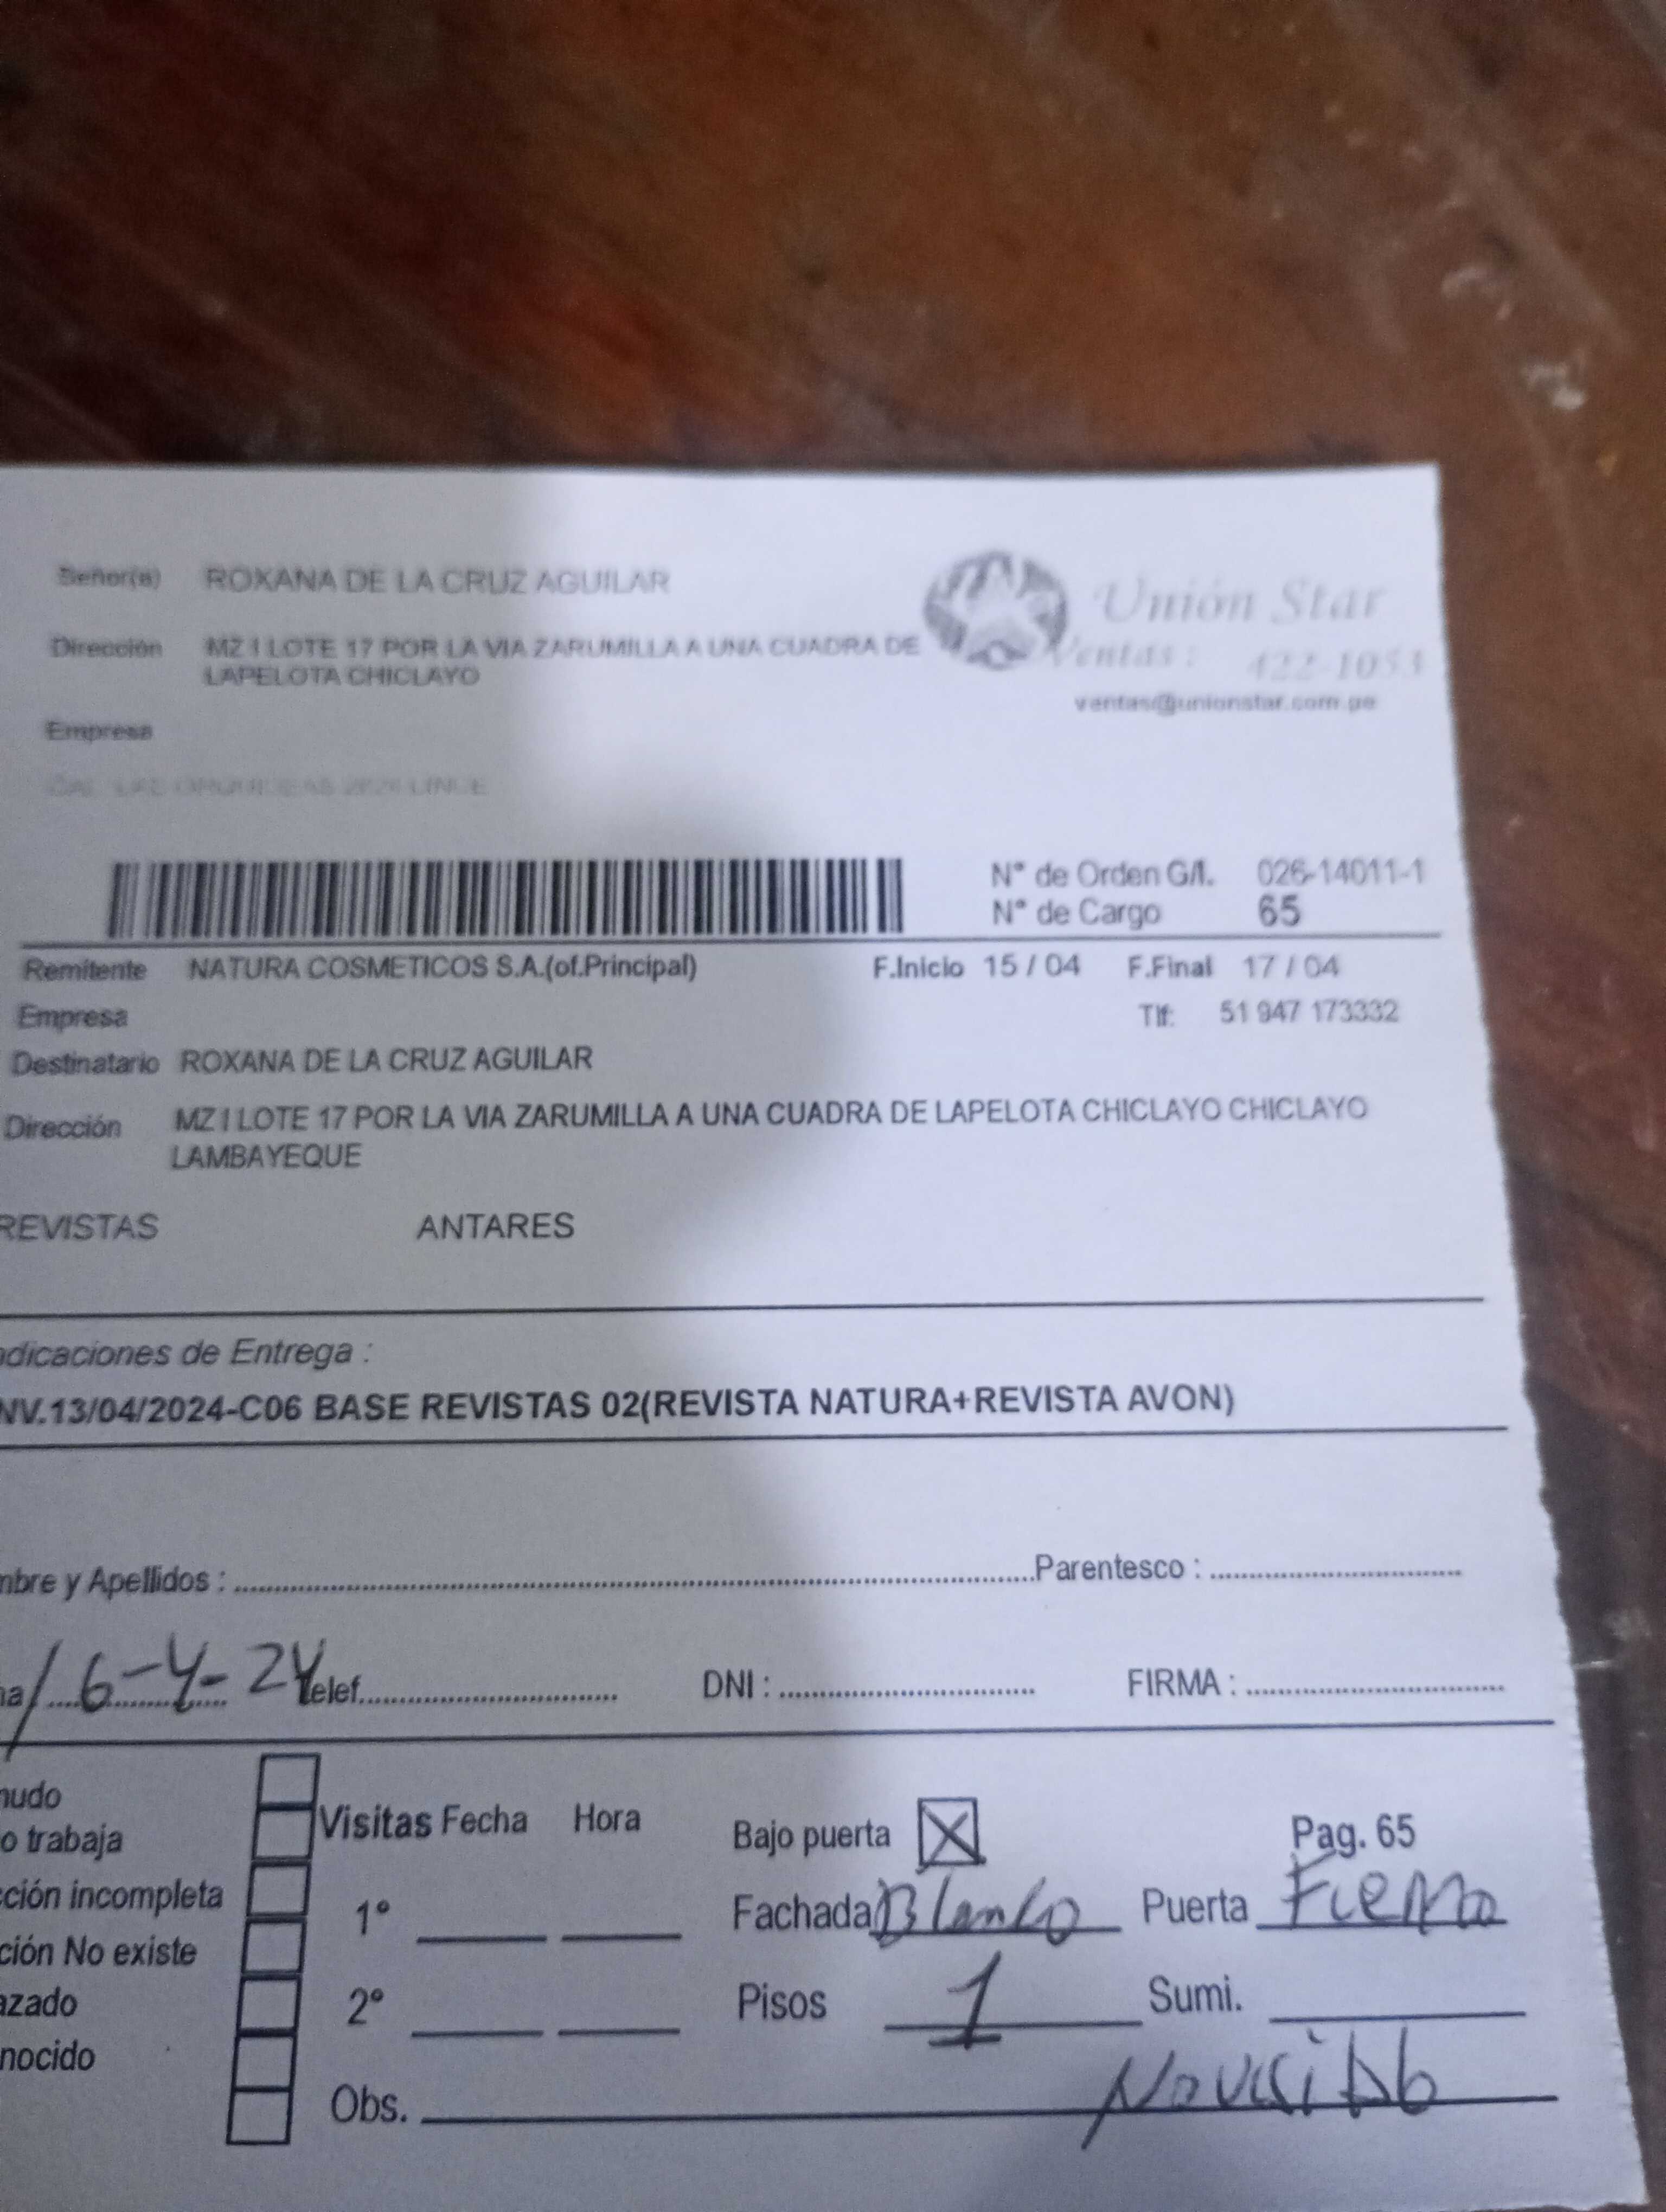 Señor(a) ROXANA DE LA CRUZ AGUILAR
Unión Star
Dirección MZ I LOTE 17 POR LA VIA ZARUMILLA A UNA CUADRA DE
LAPELOTA CHICLAYO
Ventas: 422-1053
ventas@unionstar.com.pe
Empresa
LINCE
N° de Orden G/I. 026-14011-1
N° de Cargo 65
Remitente NATURA COSMETICOS S.A.(of.Principal) F.Inicio 15 / 04 F.Final 17 / 04
Empresa Tlf: 51 947 173332
Destinatario ROXANA DE LA CRUZ AGUILAR
Dirección MZ I LOTE 17 POR LA VIA ZARUMILLA A UNA CUADRA DE LAPELOTA CHICLAYO CHICLAYO
LAMBAYEQUE
REVISTAS ANTARES
dicaciones de Entrega :
NV.13/04/2024-C06 BASE REVISTAS 02(REVISTA NATURA+REVISTA AVON)
mbre y Apellidos : Parentesco :
ha 16-4-24 Telef. DNI : FIRMA :
nudo
o trabaja
cción incompleta
ción No existe
azado
nocido
Visitas Fecha Hora
1°
2°
Obs.
Bajo puerta X Pag. 65
Fachada Blanco Puerta Fierro
Pisos 1 Sumi.